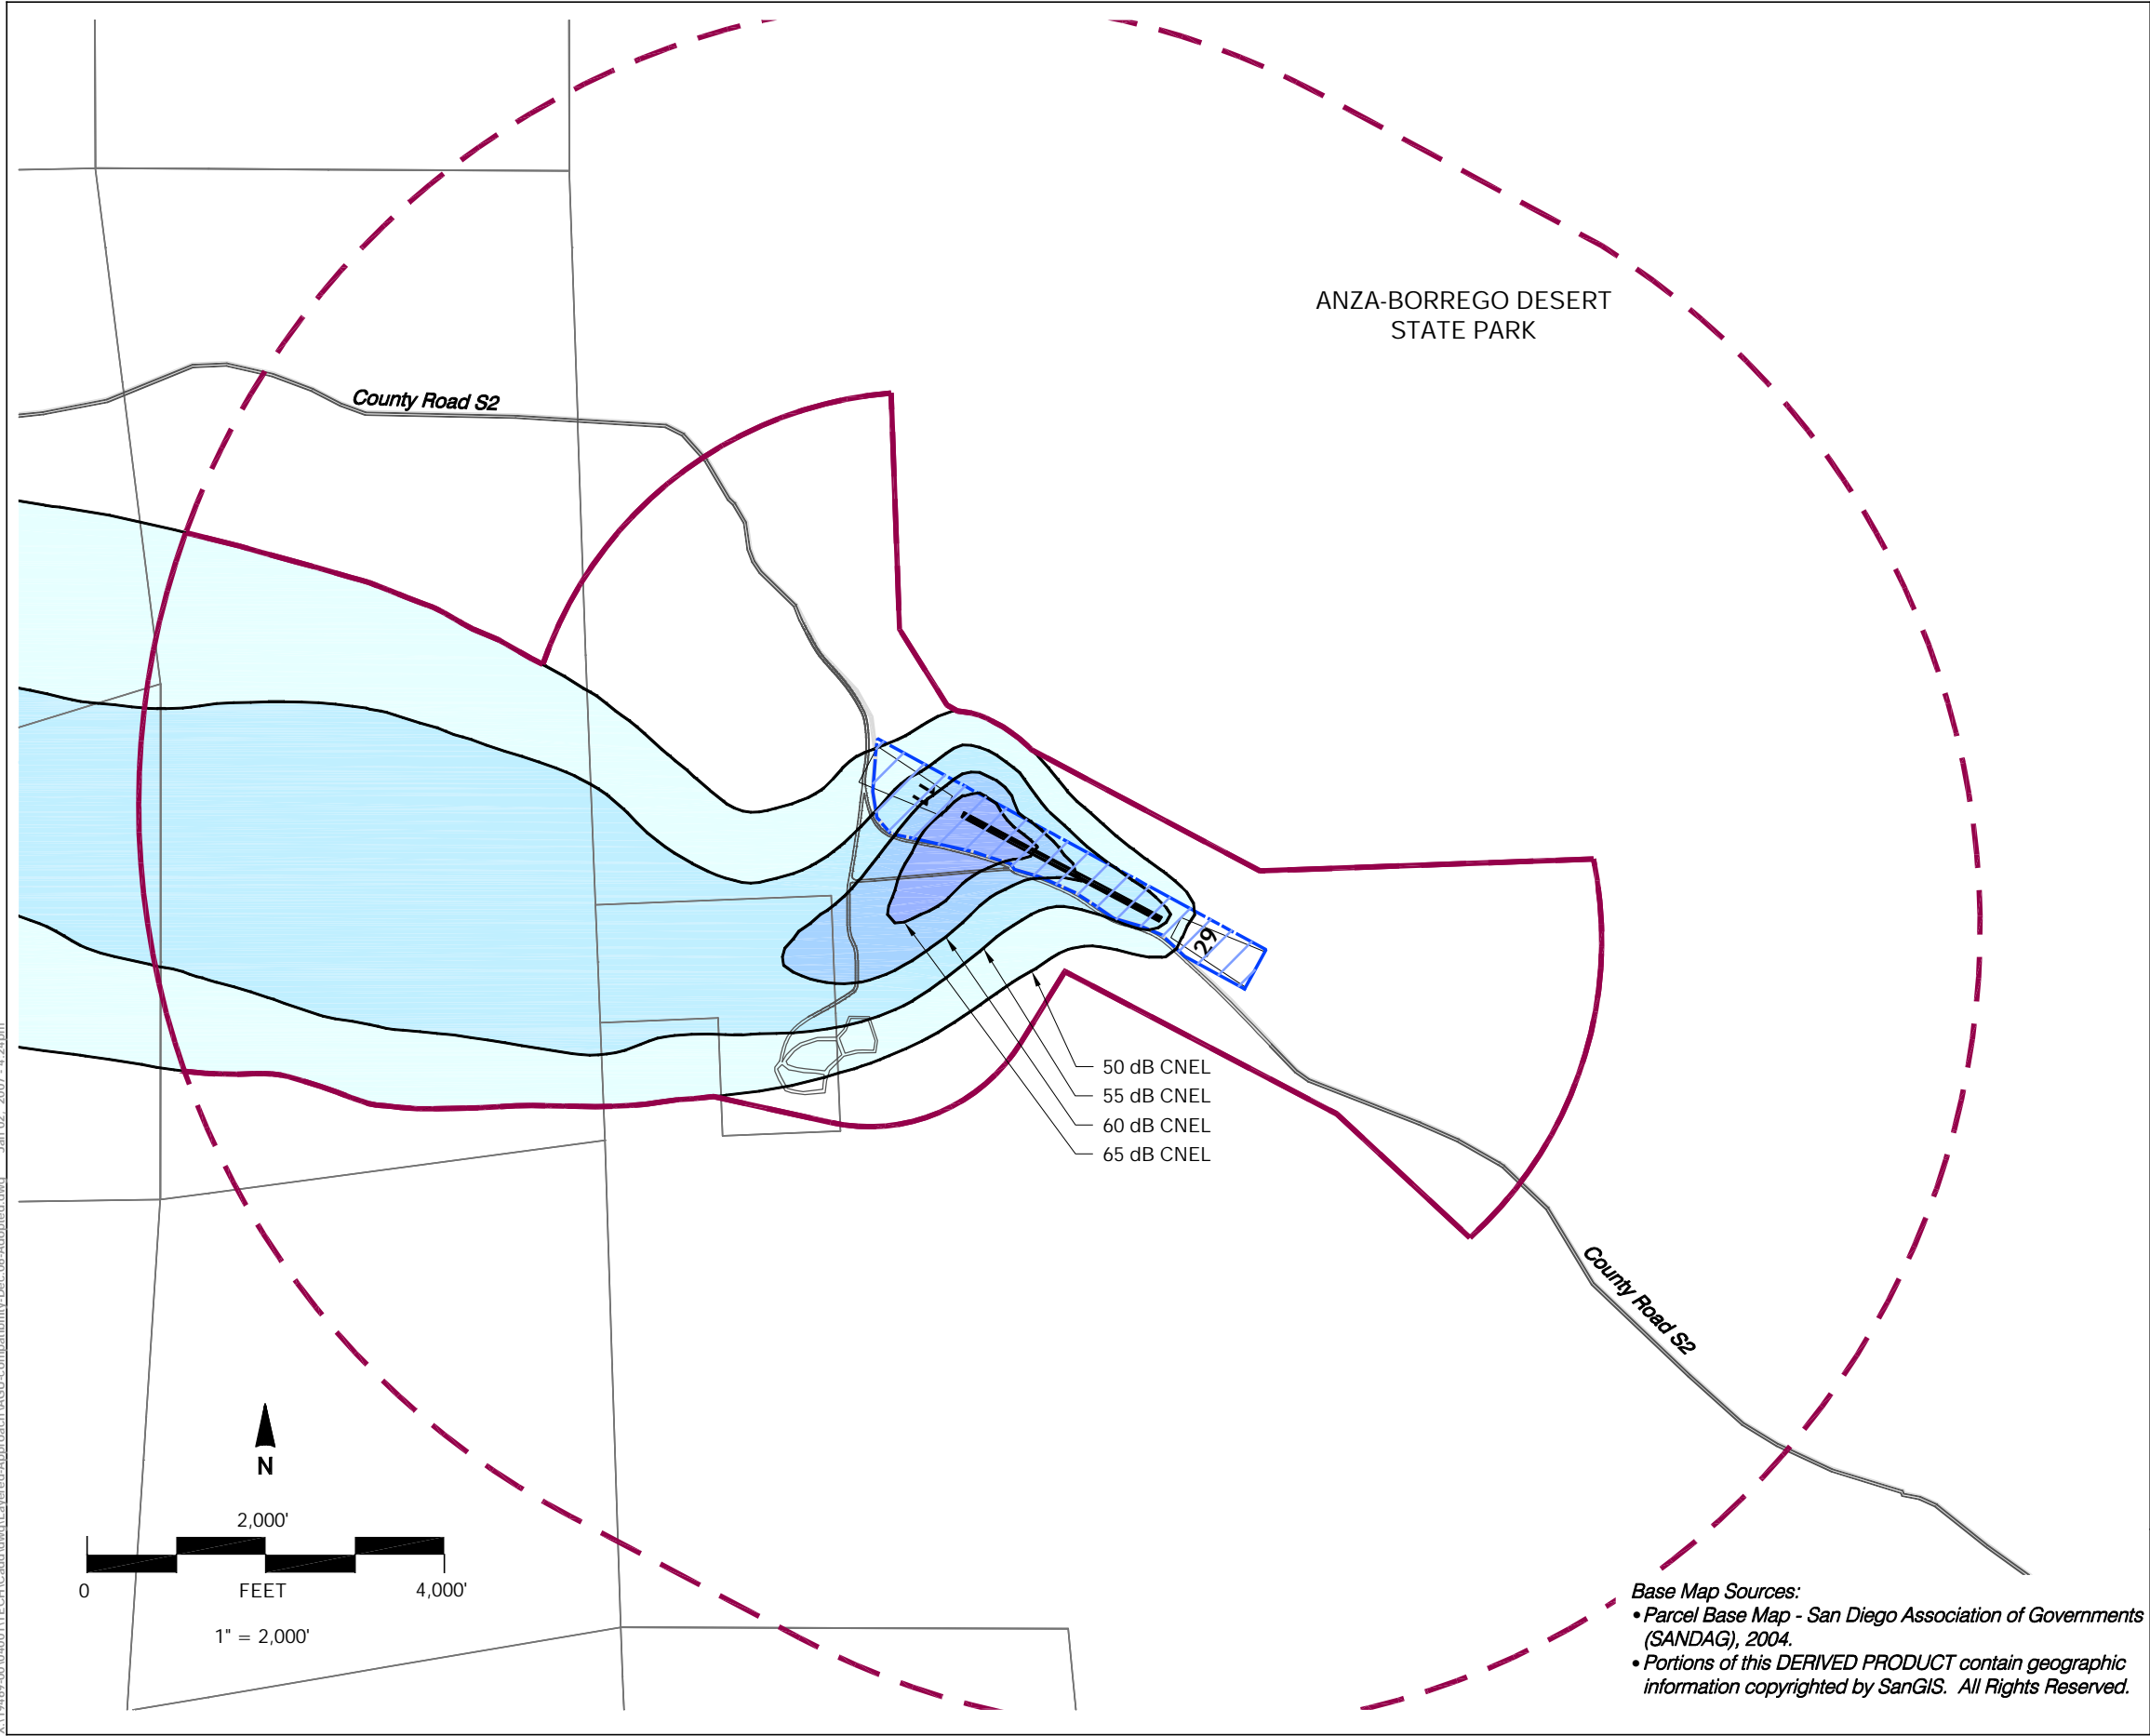 ANZA-BORREGO DESERT
STATE PARK
County Road S2
11
29
50 dB CNEL
55 dB CNEL
60 dB CNEL
65 dB CNEL
County Road S2
N
2,000'
0 FEET 4,000'
1" = 2,000'
Base Map Sources:
• Parcel Base Map - San Diego Association of Governments
(SANDAG), 2004.
• Portions of this DERIVED PRODUCT contain geographic
information copyrighted by SanGIS. All Rights Reserved.